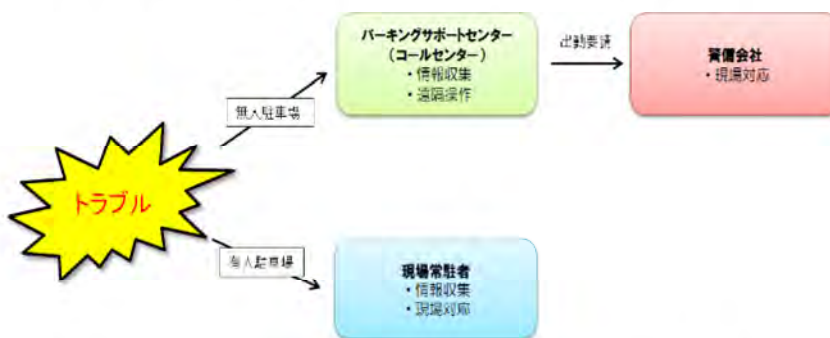 パーキングサポートセンター
(コールセンター)
・情報収集
・遠隔操作
出動要請
警備会社
・現場対応
無人駐車場
トラブル
有人駐車場
現場常駐者
・情報収集
・現場対応